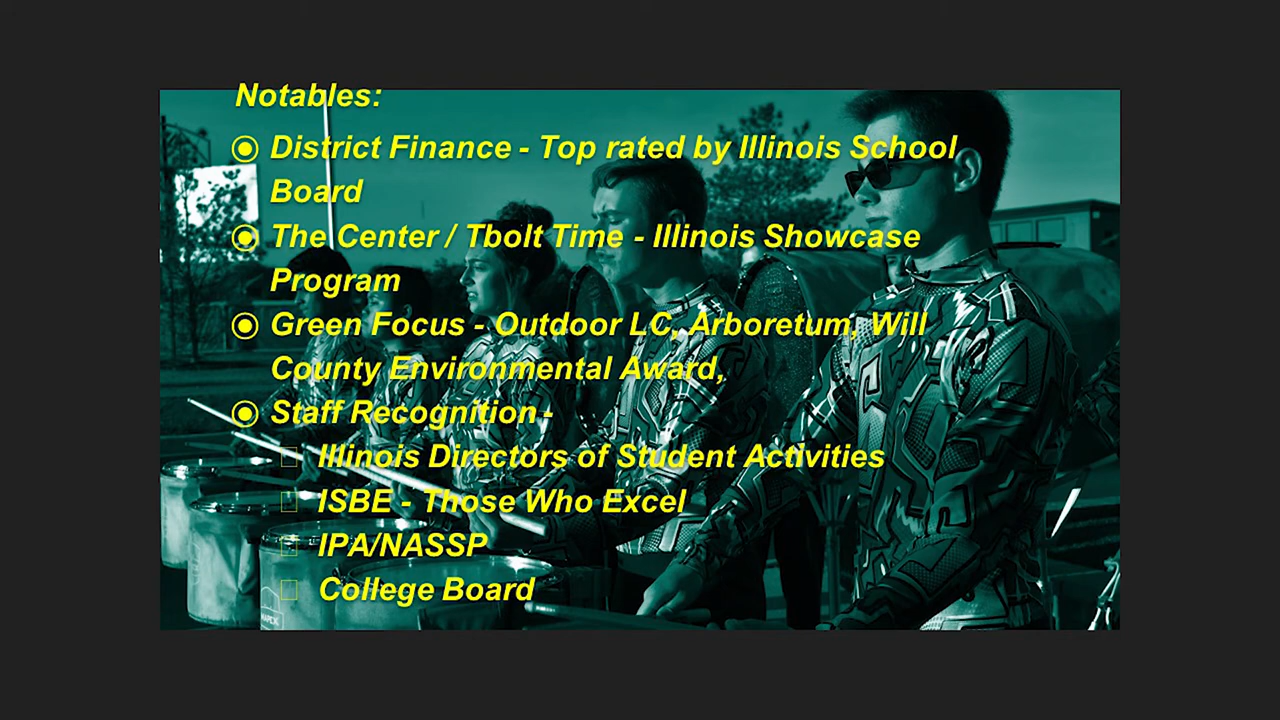 Notables:
◉ District Finance - Top rated by Illinois School
Board
◉ The Center / Tbolt Time - Illinois Showcase
Program
◉ Green Focus - Outdoor LC, Arboretum, Will
County Environmental Award,
◉ Staff Recognition -
□ Illinois Directors of Student Activities
□ ISBE - Those Who Excel
□ IPA/NASSP
□ College Board